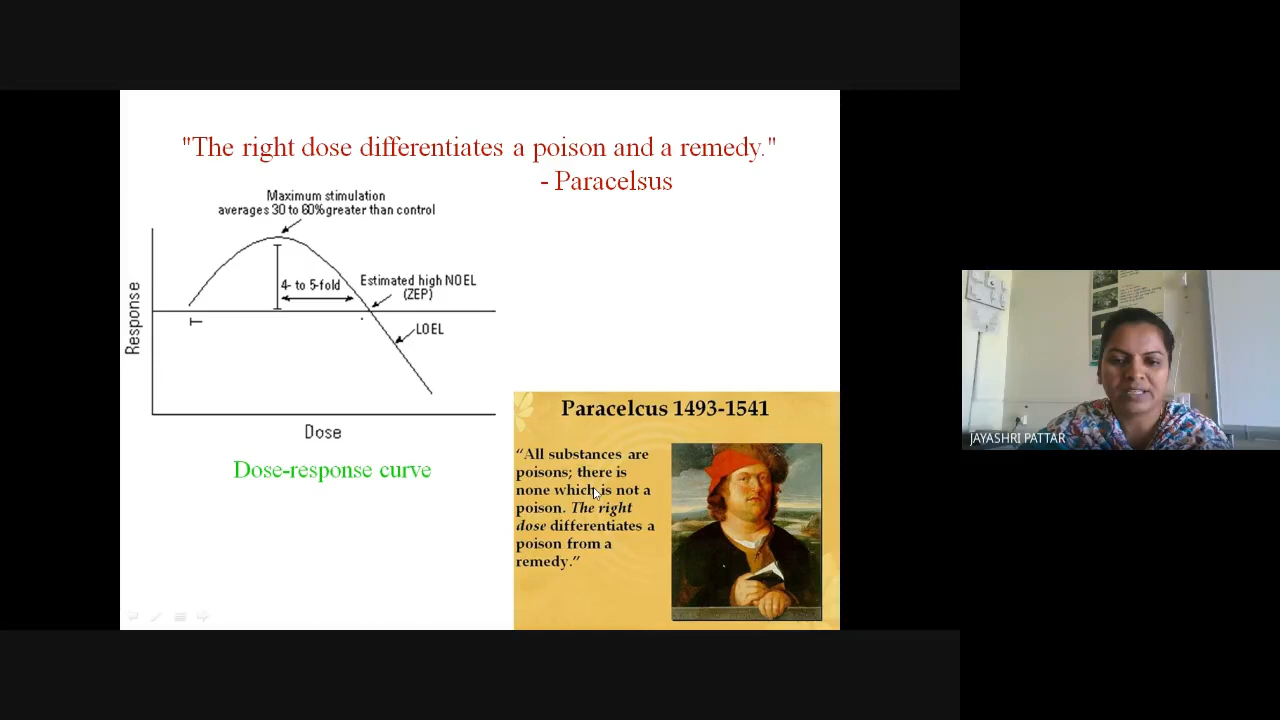 "The right dose differentiates a poison and a remedy."
- Paracelsus
Maximum stimulation
averages 30 to 60% greater than control
4- to 5-fold
Estimated high NOEL
(ZEP)
LOEL
Response
Dose
Dose-response curve
Paracelcus 1493-1541
“All substances are
poisons; there is
none which is not a
poison. The right
dose differentiates a
poison from a
remedy.”
JAYASHRI PATTAR